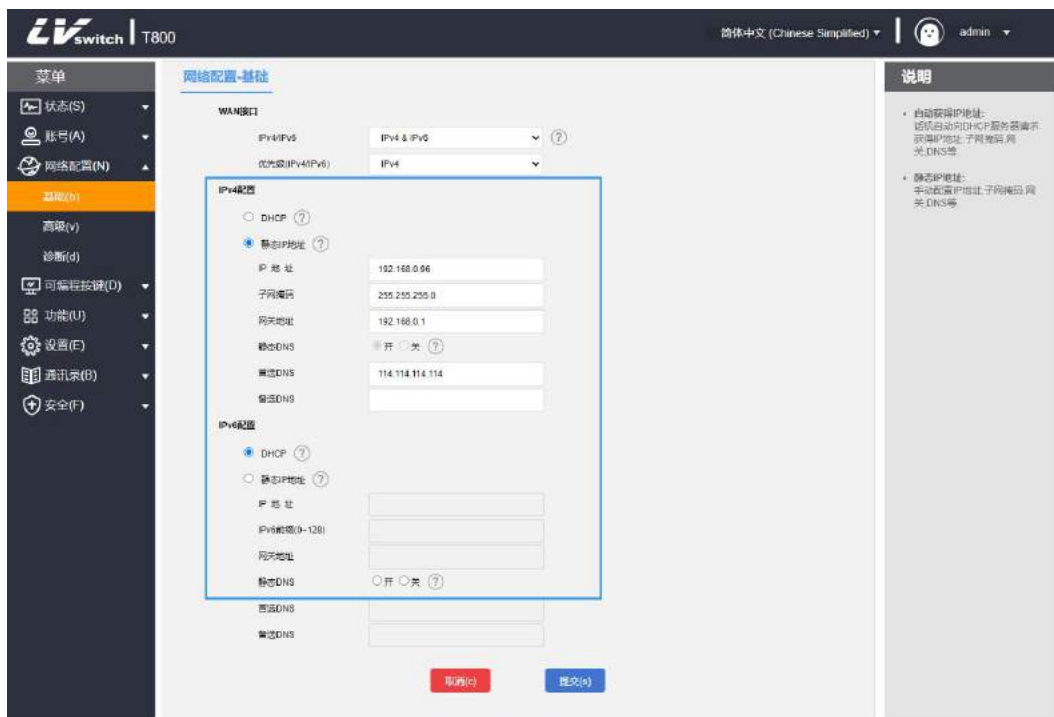 LVswitch T800
简体中文 (Chinese Simplified)
admin
菜单
状态(S)
账号(A)
网络配置(N)
基础(b)
高级(v)
诊断(d)
可编程按键(D)
功能(U)
设置(E)
通讯录(B)
安全(F)
网络配置-基础
WAN接口
IPv4/IPv6 IPv4 & IPv6 ?
优先级(IPv4/IPv6) IPv4
IPv4配置
DHCP ?
静态IP地址 ?
IP 地 址 192.168.0.96
子网掩码 255.255.255.0
网关地址 192.168.0.1
静态DNS 开 关 ?
首选DNS 114.114.114.114
备选DNS
IPv6配置
DHCP ?
静态IP地址 ?
IP 地 址
IPv6前缀(0~128)
网关地址
静态DNS 开 关 ?
首选DNS
备选DNS
取消(c) 提交(s)
说明
自动获得IP地址:
话机自动向DHCP服务器请求
获得IP地址,子网掩码,网
关,DNS等
静态IP地址:
手动配置IP地址,子网掩码,网
关,DNS等